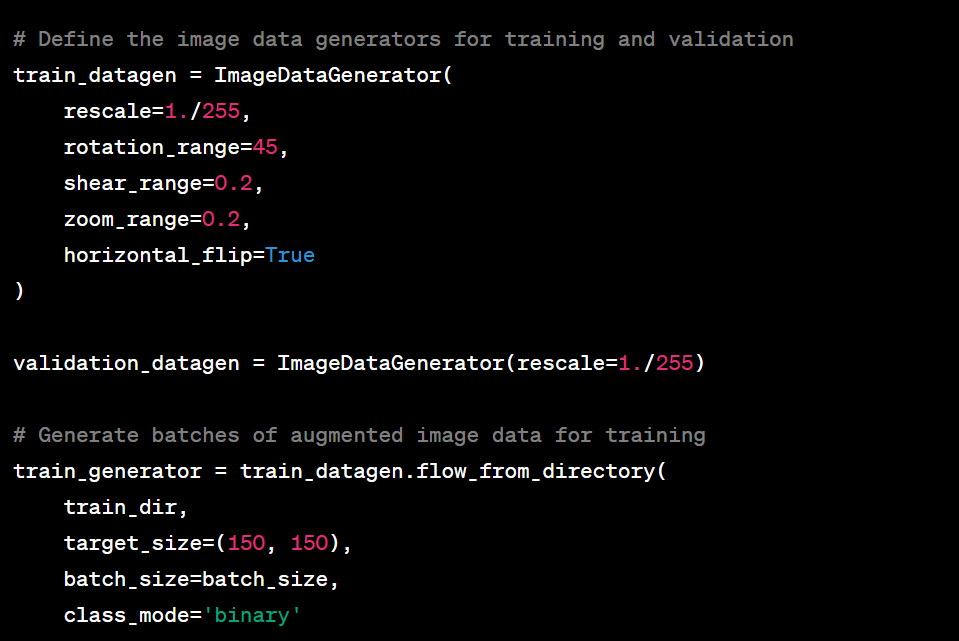 # Define the image data generators for training and validation
train_datagen = ImageDataGenerator(
    rescale=1./255,
    rotation_range=45,
    shear_range=0.2,
    zoom_range=0.2,
    horizontal_flip=True
)
validation_datagen = ImageDataGenerator(rescale=1./255)
# Generate batches of augmented image data for training
train_generator = train_datagen.flow_from_directory(
    train_dir,
    target_size=(150, 150),
    batch_size=batch_size,
    class_mode='binary'